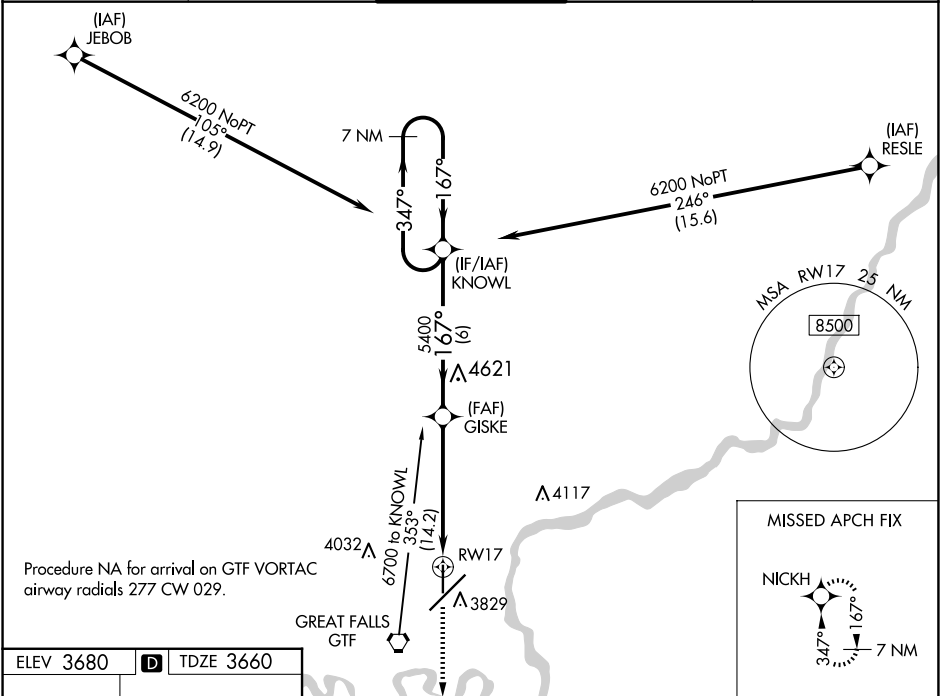 (IAF)
JEBOB
6200 NoPT
105°
(14.9)
7 NM
347°
167°
(IAF)
RESLE
6200 NoPT
246°
(15.6)
(IF/IAF)
KNOWL
5400
167°
(6)
4621
(FAF)
GISKE
MSA RW17 25 NM
8500
4117
6700 to KNOWL
353°
(14.2)
4032
RW17
3829
GREAT FALLS
GTF
Procedure NA for arrival on GTF VORTAC
airway radials 277 CW 029.
MISSED APCH FIX
NICKH
347°
167°
7 NM
ELEV 3680 D TDZE 3660